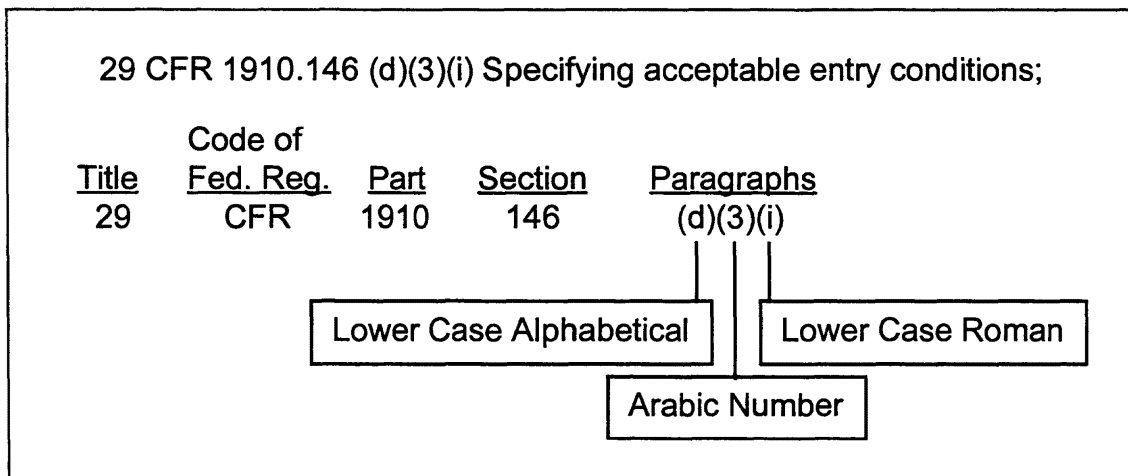 29 CFR 1910.146 (d)(3)(i) Specifying acceptable entry conditions;
Code of
Title Fed. Reg. Part Section Paragraphs
29 CFR 1910 146 (d)(3)(i)
Lower Case Alphabetical Lower Case Roman
Arabic Number